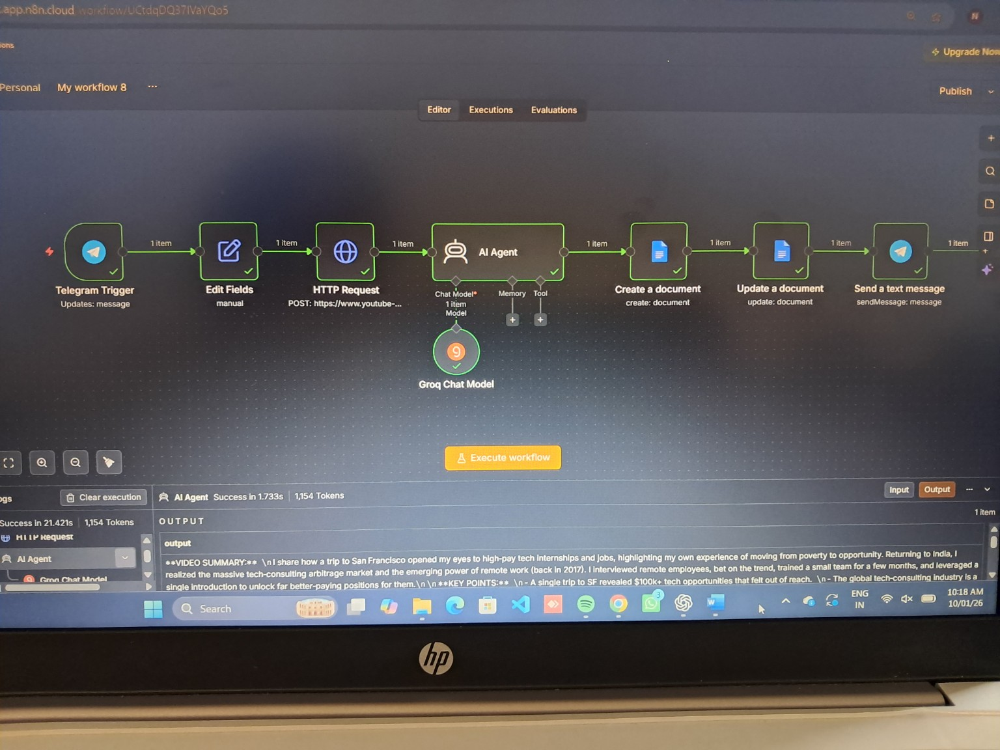 .app.n8n.cloud/workflow/UCtdqDQ37IVaYQo5
ions
Upgrade Now
Personal My workflow 8 ...
Publish
Editor Executions Evaluations
1 item 1 item 1 item 1 item 1 item 1 item 1 item
AI Agent
Telegram Trigger
Updates: message
Edit Fields
manual
HTTP Request
POST: https://www.youtube-...
Chat Model*
1 item
Model
Memory
Tool
Create a document
create: document
Update a document
update: document
Send a text message
sendMessage: message
Groq Chat Model
Execute workflow
ogs Clear execution
AI Agent Success in 1.733s 1,154 Tokens
Input Output ...
Success in 21.421s 1,154 Tokens
OUTPUT
1 item
HTTP Request
AI Agent
Groq Chat Model
output
**VIDEO SUMMARY:** \nI share how a trip to San Francisco opened my eyes to high-pay tech internships and jobs, highlighting my own experience of moving from poverty to opportunity. Returning to India, I
realized the massive tech-consulting arbitrage market and the emerging power of remote work (back in 2017). I interviewed remote employees, bet on the trend, trained a small team for a few months, and leveraged a
single introduction to unlock far better-paying positions for them.\n\n**KEY POINTS:** \n- A single trip to SF revealed $100k+ tech opportunities that felt out of reach. \n- The global tech-consulting industry is a
Search
3
W
ENG
IN
10:18 AM
10/01/26
hp